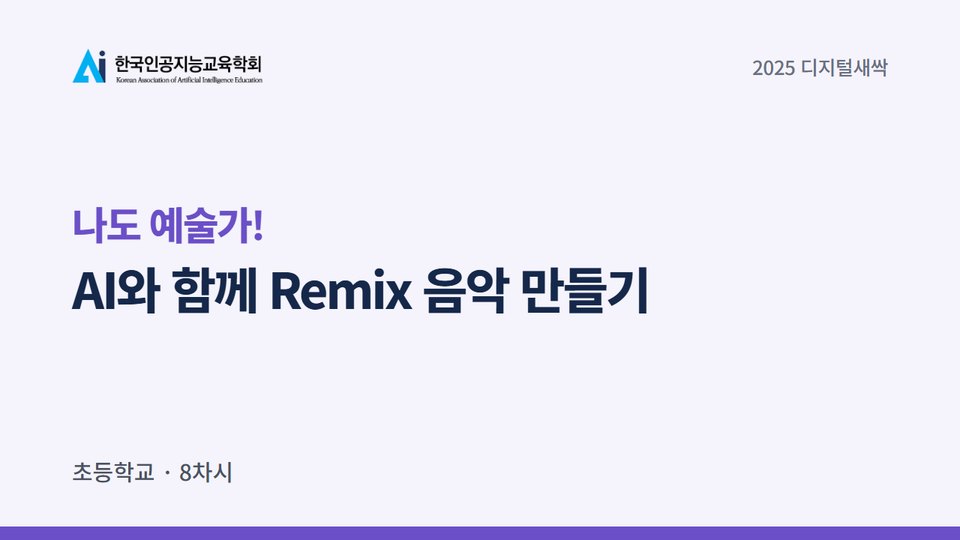 Ai 한국인공지능교육학회
Korean Association of Artificial Intelligence Education
2025 디지털새싹
나도 예술가!
AI와 함께 Remix 음악 만들기
초등학교 · 8차시